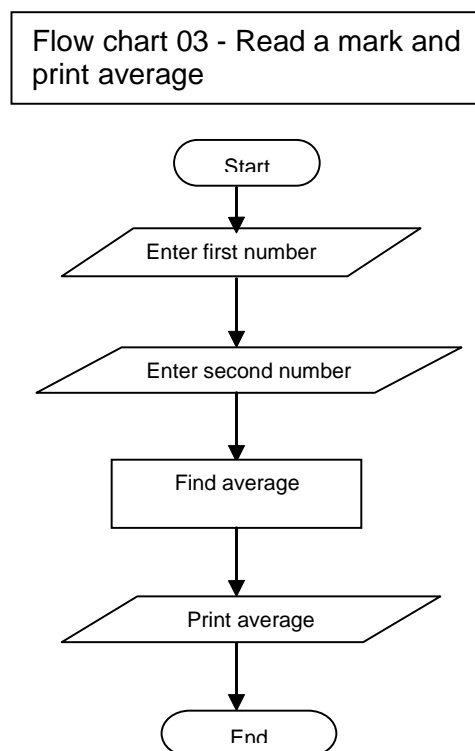 Flow chart 03 - Read a mark and
print average
Start
Enter first number
Enter second number
Find average
Print average
End